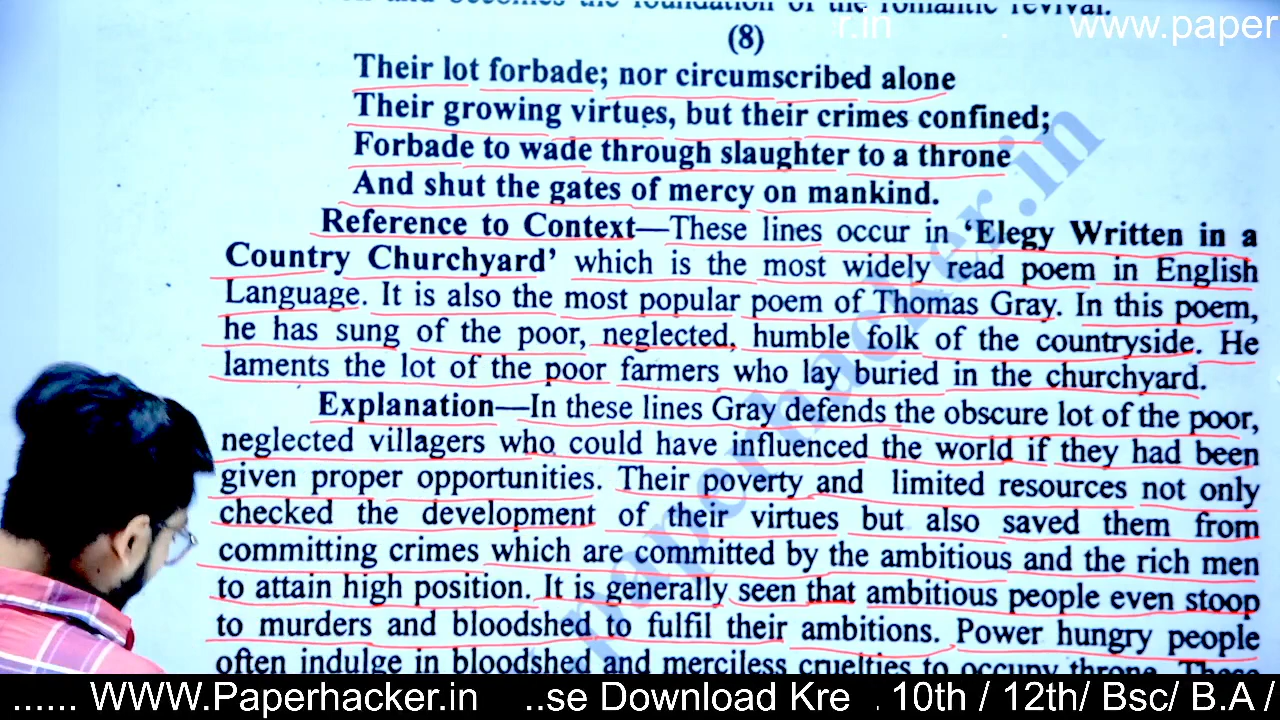 the foundation of the romantic revival.
r.in . www.paper
(8)
Their lot forbade; nor circumscribed alone
Their growing virtues, but their crimes confined;
Forbade to wade through slaughter to a throne
And shut the gates of mercy on mankind.
Reference to Context—These lines occur in ‘Elegy Written in a
Country Churchyard’ which is the most widely read poem in English
Language. It is also the most popular poem of Thomas Gray. In this poem,
he has sung of the poor, neglected, humble folk of the countryside. He
laments the lot of the poor farmers who lay buried in the churchyard.
Explanation—In these lines Gray defends the obscure lot of the poor,
neglected villagers who could have influenced the world if they had been
given proper opportunities. Their poverty and limited resources not only
checked the development of their virtues but also saved them from
committing crimes which are committed by the ambitious and the rich men
to attain high position. It is generally seen that ambitious people even stoop
to murders and bloodshed to fulfil their ambitions. Power hungry people
often indulge in bloodshed and merciless cruelties to occupy throne. These
paperhacker.in
...... WWW.Paperhacker.in ..se Download Kre . 10th / 12th/ Bsc/ B.A /